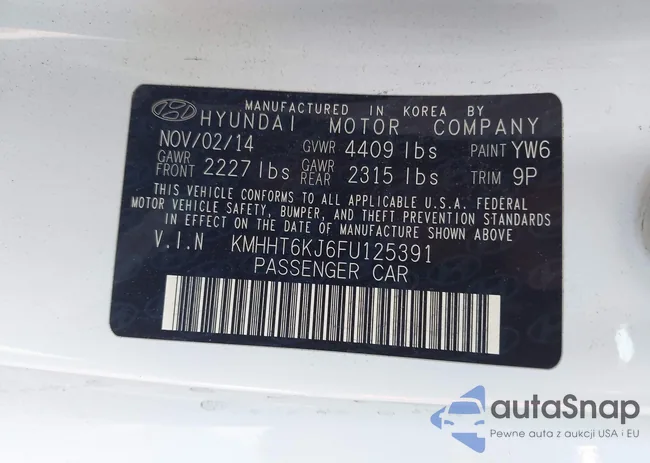 MANUFACTURED IN KOREA BY
HYUNDAI MOTOR COMPANY
NOV/02/14 GVWR 4409 lbs PAINT YW6
GAWR FRONT 2227 lbs GAWR REAR 2315 lbs TRIM 9P
THIS VEHICLE CONFORMS TO ALL APPLICABLE U.S.A. FEDERAL
MOTOR VEHICLE SAFETY, BUMPER, AND THEFT PREVENTION STANDARDS
IN EFFECT ON THE DATE OF MANUFACTURE SHOWN ABOVE.
V.I.N KMHHT6KJ6FU125391
PASSENGER CAR
autaSnap
Pewne auta z aukcji USA i EU